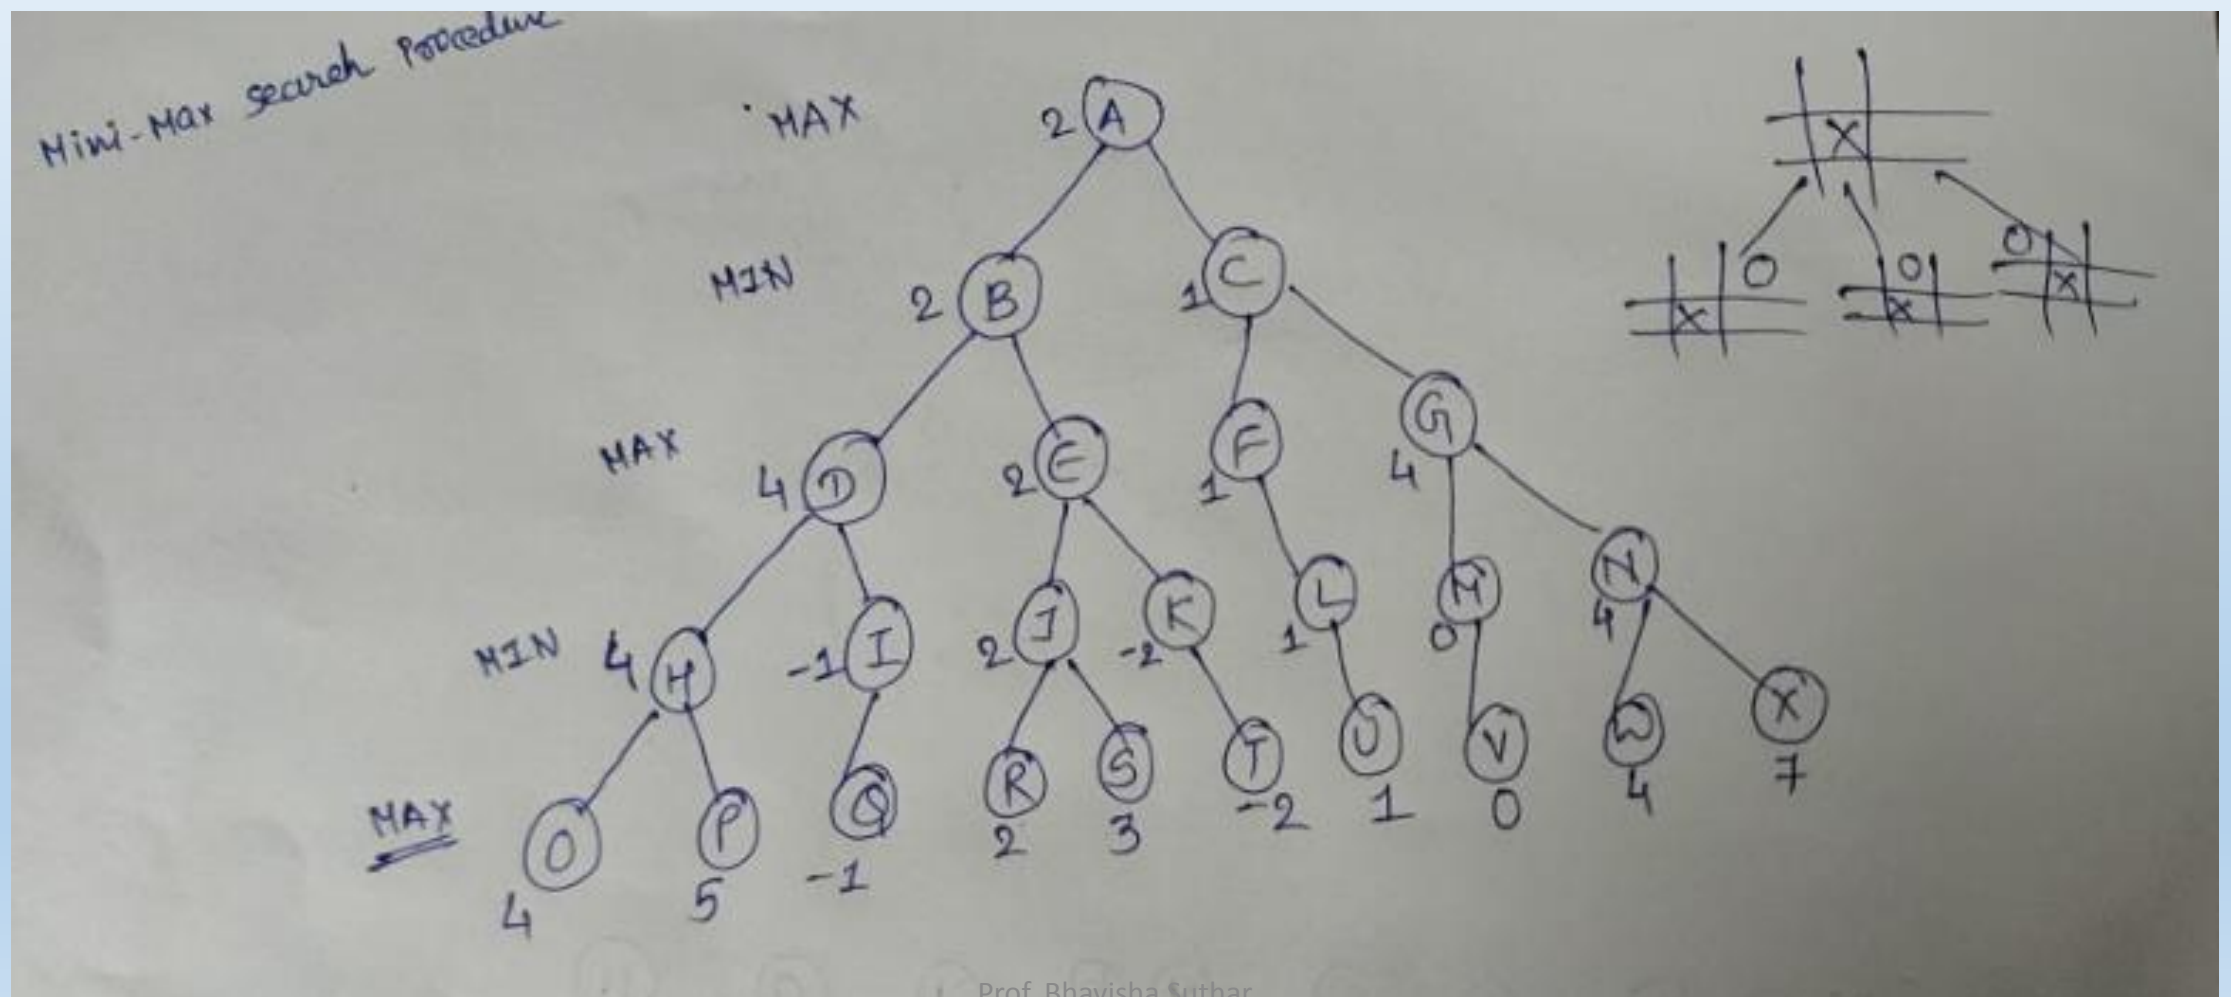 Mini-Max search Procedure
MAX
2 A
MIN
2 B
1 C
MAX
4 D
2 E
1 F
4 G
MIN
4 H
-1 I
2 J
-2 K
1 L
0 M
4 N
MAX
O P Q R S T U V W X
4 5 -1 2 3 -2 1 0 4 7
X
X O
O X
O X
Prof. Bhavisha Suthar